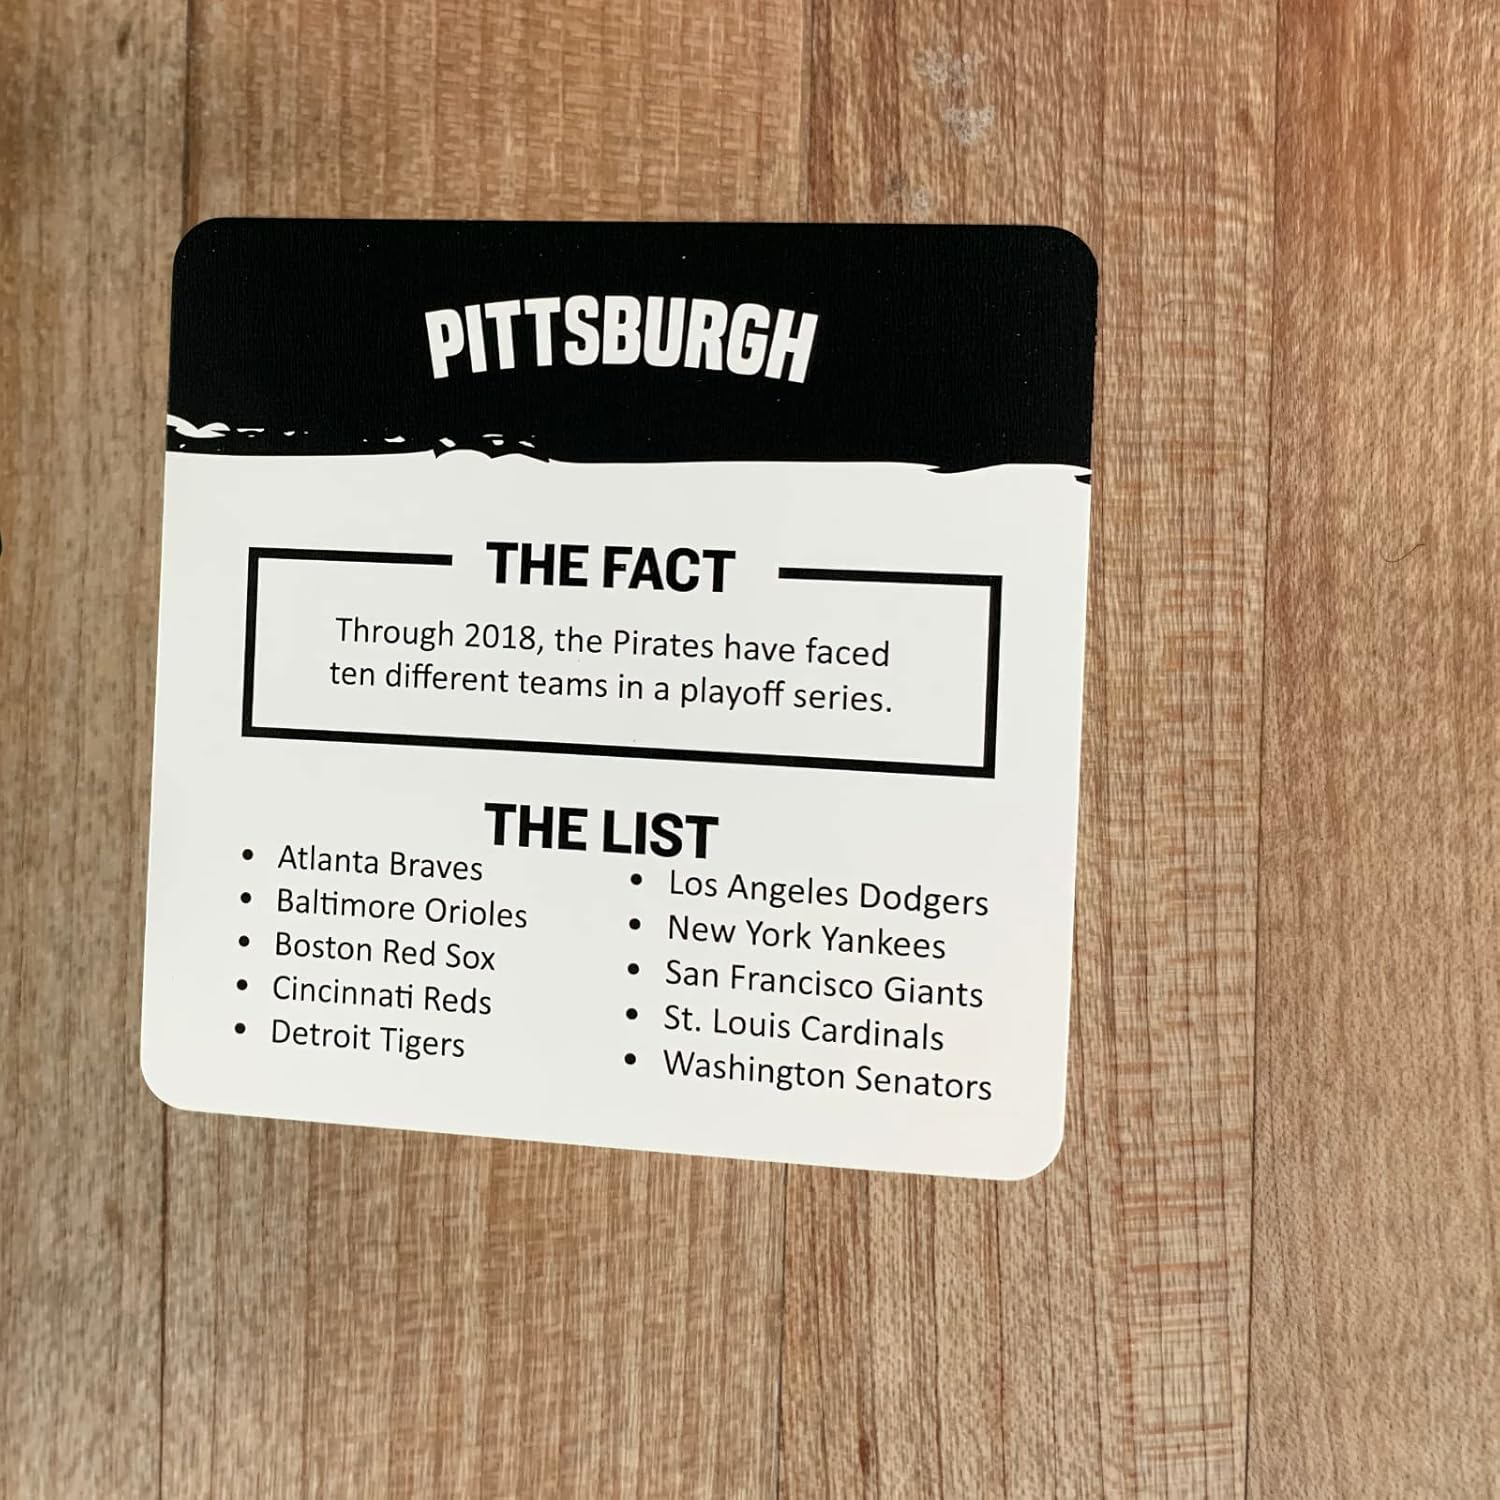 PITTSBURGH
THE FACT
Through 2018, the Pirates have faced
ten different teams in a playoff series.
THE LIST
• Atlanta Braves
• Baltimore Orioles
• Boston Red Sox
• Cincinnati Reds
• Detroit Tigers
• Los Angeles Dodgers
• New York Yankees
• San Francisco Giants
• St. Louis Cardinals
• Washington Senators